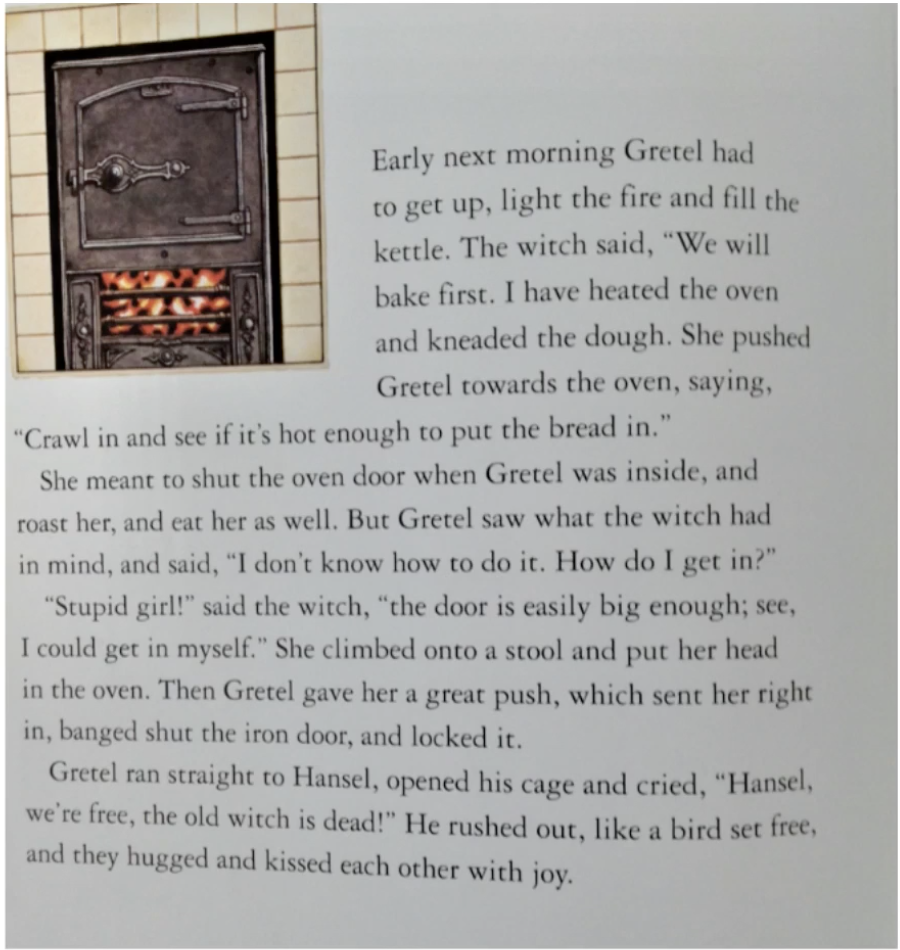 Early next morning Gretel had
to get up, light the fire and fill the
kettle. The witch said, “We will
bake first. I have heated the oven
and kneaded the dough. She pushed
Gretel towards the oven, saying,
“Crawl in and see if it’s hot enough to put the bread in.”
She meant to shut the oven door when Gretel was inside, and
roast her, and eat her as well. But Gretel saw what the witch had
in mind, and said, “I don’t know how to do it. How do I get in?”
“Stupid girl!” said the witch, “the door is easily big enough; see,
I could get in myself.” She climbed onto a stool and put her head
in the oven. Then Gretel gave her a great push, which sent her right
in, banged shut the iron door, and locked it.
Gretel ran straight to Hansel, opened his cage and cried, “Hansel,
we’re free, the old witch is dead!” He rushed out, like a bird set free,
and they hugged and kissed each other with joy.